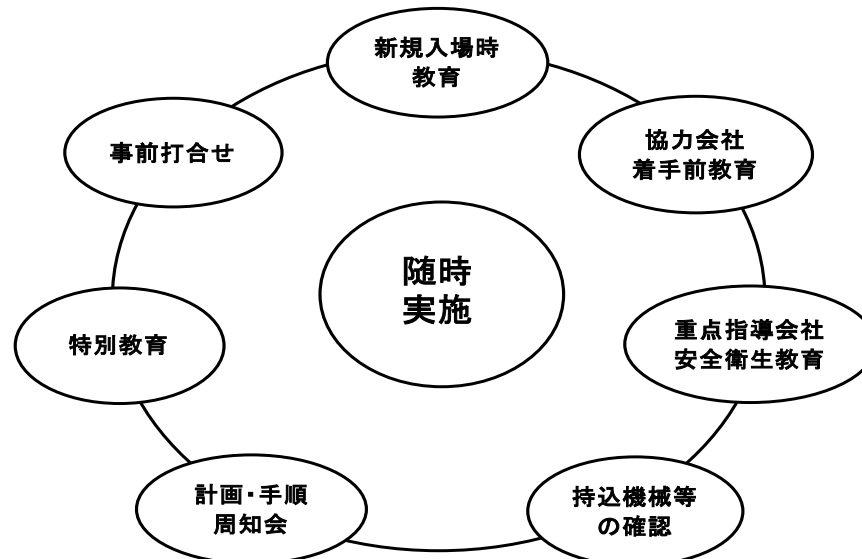 新規入場時
教育
協力会社
着手前教育
重点指導会社
安全衛生教育
持込機械等
の確認
計画・手順
周知会
特別教育
事前打合せ
随時
実施